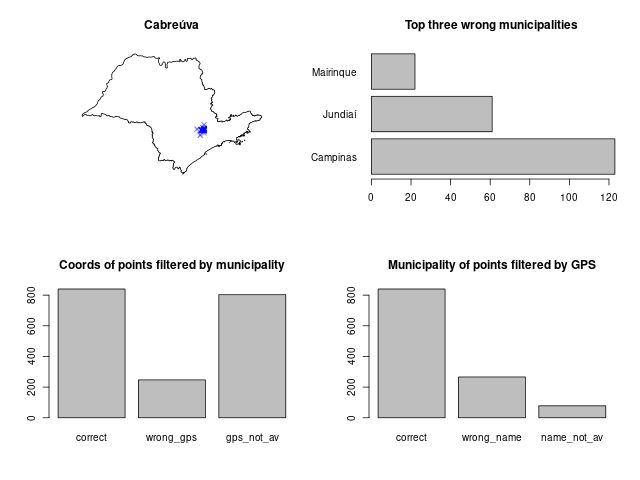 Cabreúva
Top three wrong municipalities
Mairinque
Jundiaí
Campinas
0 20 40 60 80 100 120
Coords of points filtered by municipality
0 200 400 600 800
correct wrong_gps gps_not_av
Municipality of points filtered by GPS
0 200 400 600 800
correct wrong_name name_not_av